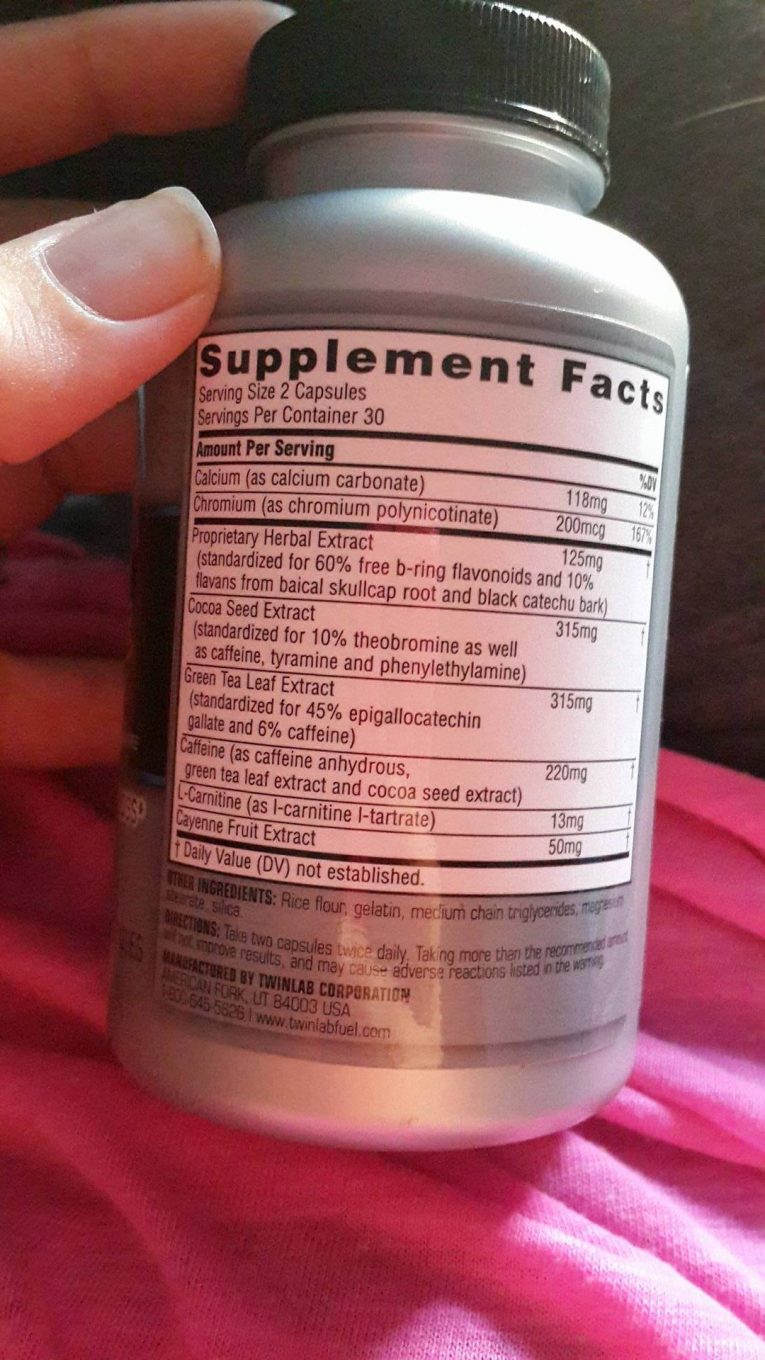 Supplement Facts
Serving Size 2 Capsules
Servings Per Container 30
Amount Per Serving %DV
Calcium (as calcium carbonate) 118mg 12%
Chromium (as chromium polynicotinate) 200mcg 167%
Proprietary Herbal Extract 125mg †
(standardized for 60% free b-ring flavonoids and 10%
flavans from baical skullcap root and black catechu bark)
Cocoa Seed Extract 315mg †
(standardized for 10% theobromine as well
as caffeine, tyramine and phenylethylamine)
Green Tea Leaf Extract 315mg †
(standardized for 45% epigallocatechin
gallate and 6% caffeine)
Caffeine (as caffeine anhydrous, 220mg †
green tea leaf extract and cocoa seed extract)
L-Carnitine (as l-carnitine l-tartrate) 13mg †
Cayenne Fruit Extract 50mg †
† Daily Value (DV) not established.
OTHER INGREDIENTS: Rice flour, gelatin, medium chain triglycerides, magnesium
stearate, silica.
DIRECTIONS: Take two capsules twice daily. Taking more than the recommended amount
will not improve results, and may cause adverse reactions listed in the warning.
MANUFACTURED BY TWINLAB CORPORATION
AMERICAN FORK, UT 84003 USA
1-800-645-5626 | www.twinlabfuel.com